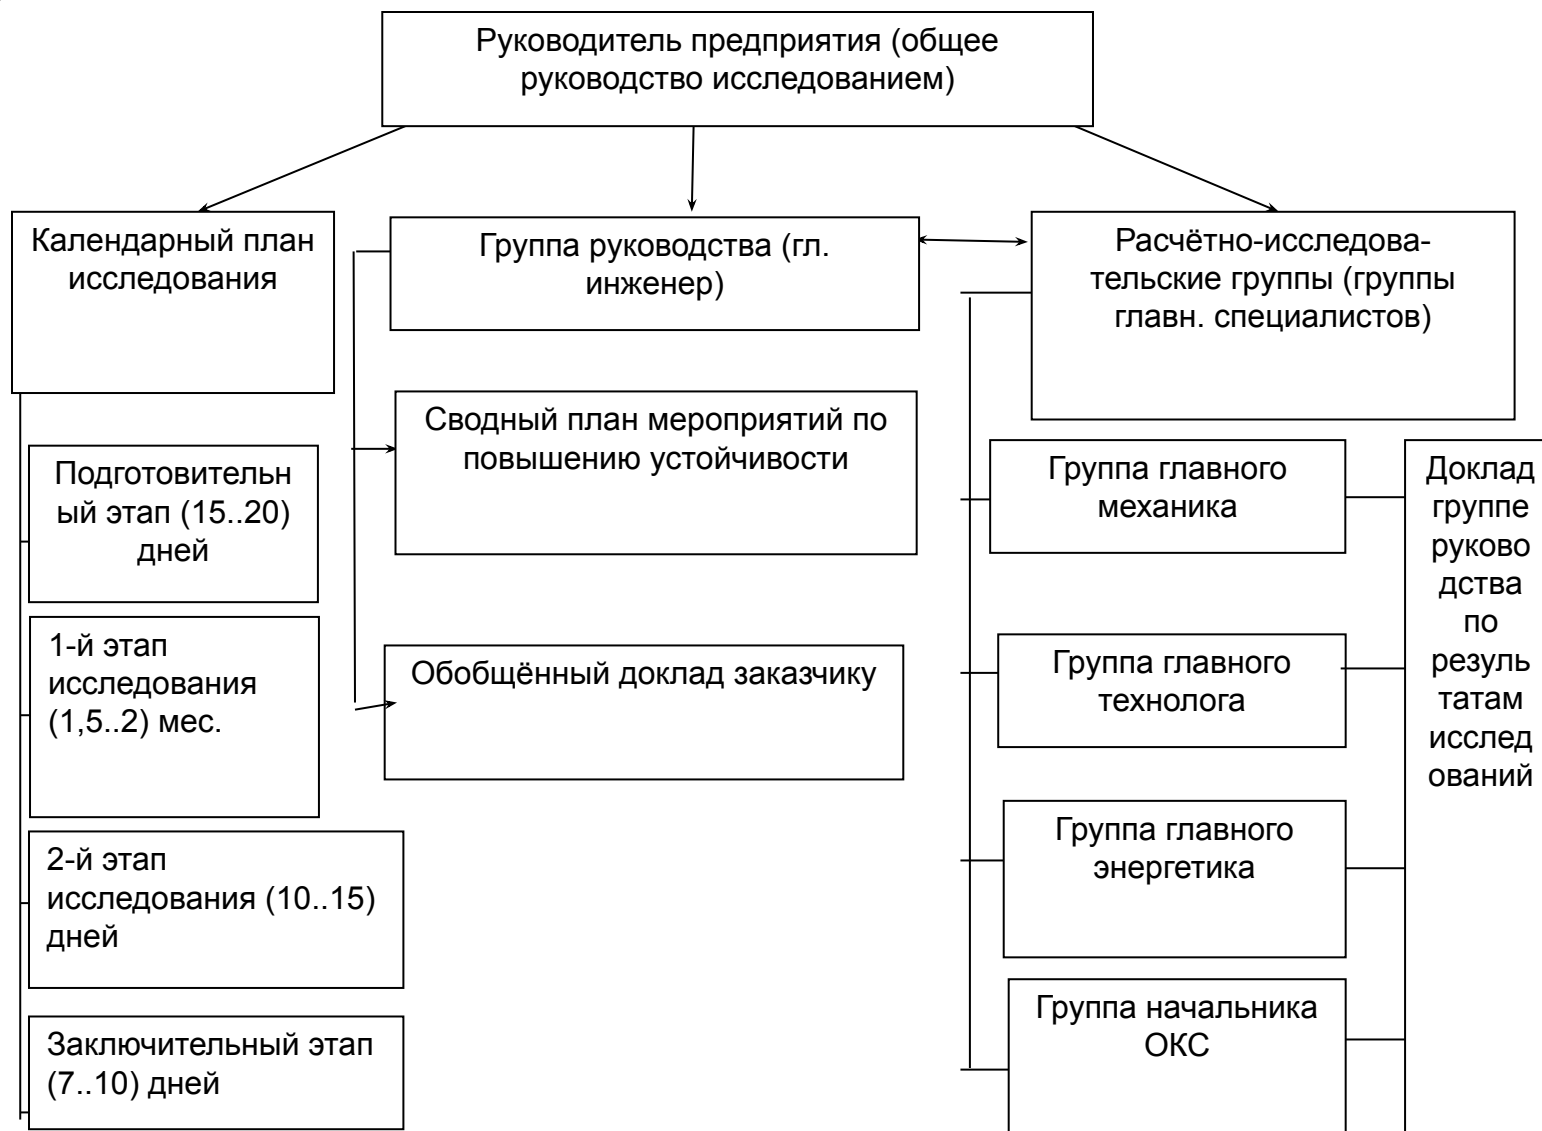 Руководитель предприятия (общее
руководство исследованием)
Календарный план
исследования
Группа руководства (гл.
инженер)
Расчётно-исследова-
тельские группы (группы
главн. специалистов)
Сводный план мероприятий по
повышению устойчивости
Обобщённый доклад заказчику
Подготовительн
ый этап (15..20)
дней
1-й этап
исследования
(1,5..2) мес.
2-й этап
исследования (10..15)
дней
Заключительный этап
(7..10) дней
Группа главного
механика
Группа главного
технолога
Группа главного
энергетика
Группа начальника
ОКС
Доклад
группе
руково
дства
по
резуль
татам
исслед
ований